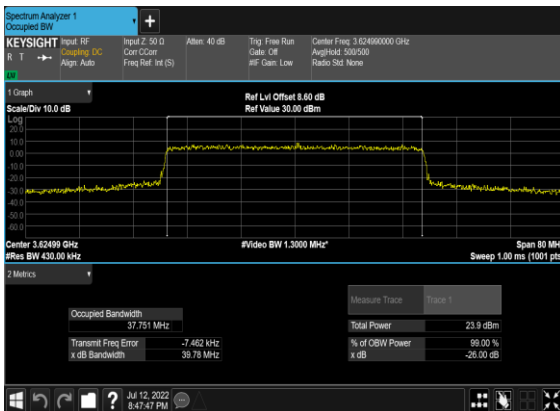 Spectrum Analyzer 1
Occupied BW
+
KEYSIGHT
R T
LV
Input: RF
Coupling: DC
Align: Auto
Input Z: 50 Ω
Corr CCorr
Freq Ref: Int (S)
Atten: 40 dB
Trig: Free Run
Gate: Off
#IF Gain: Low
Center Freq: 3.624990000 GHz
Avg|Hold: 500/500
Radio Std: None
1 Graph
Scale/Div 10.0 dB
Ref Lvl Offset 8.60 dB
Ref Value 30.00 dBm
Log
20.0
10.0
0.00
-10.0
-20.0
-30.0
-40.0
-50.0
-60.0
Center 3.62499 GHz
#Res BW 430.00 kHz
#Video BW 1.3000 MHz*
Span 80 MH
Sweep 1.00 ms (1001 pts
2 Metrics
Measure Trace Trace 1
Occupied Bandwidth
37.751 MHz
Total Power 23.9 dBm
Transmit Freq Error -7.462 kHz
% of OBW Power 99.00 %
x dB Bandwidth 39.78 MHz
x dB -26.00 dB
?
Jul 12, 2022
8:47:47 PM